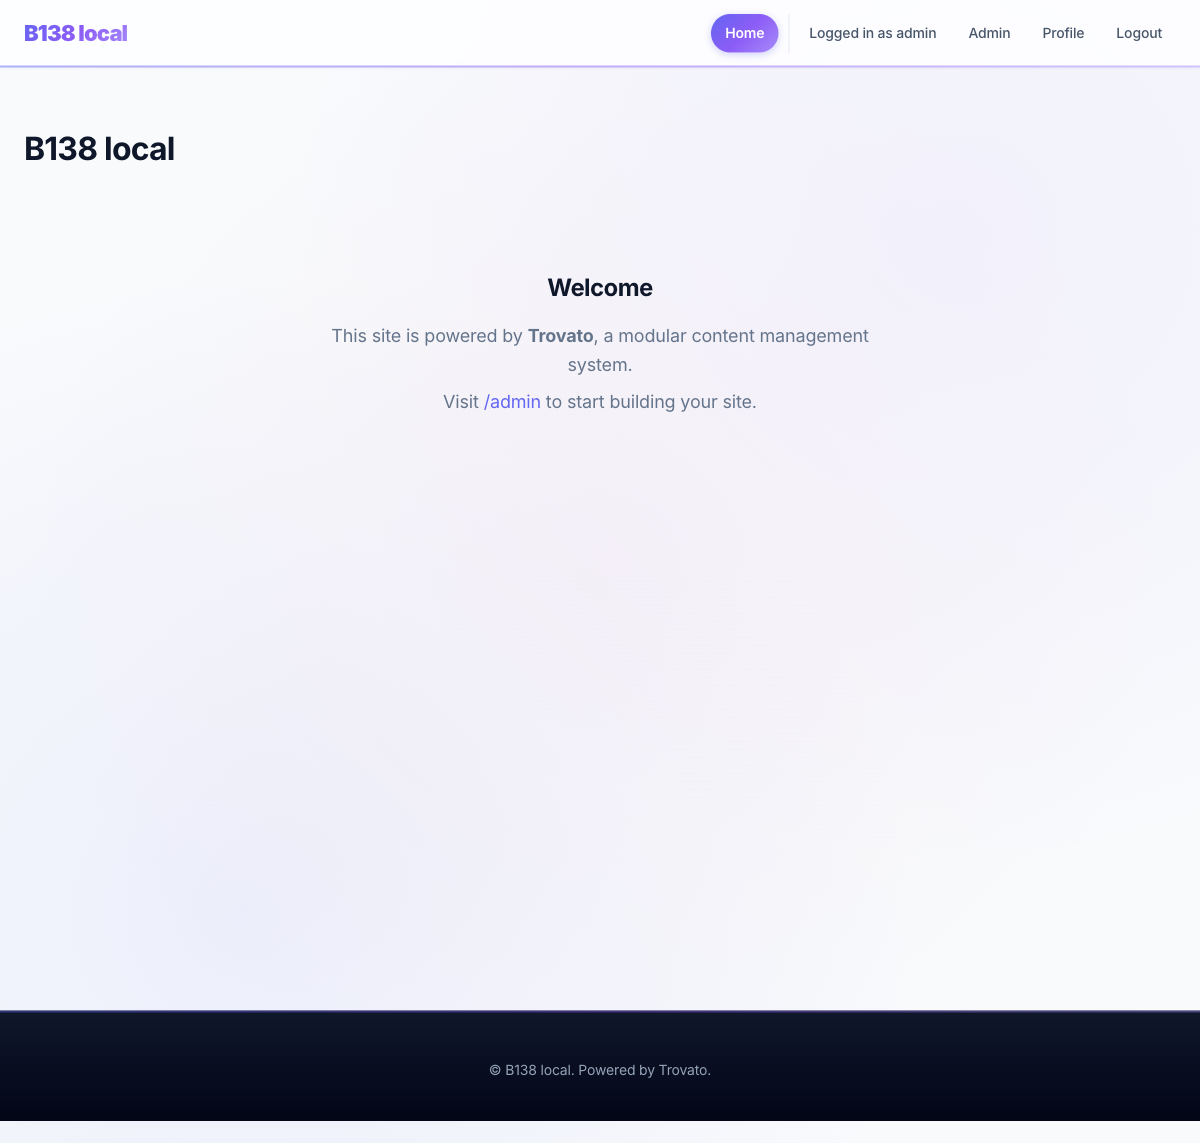 B138 local
Home
Logged in as admin
Admin
Profile
Logout
B138 local
Welcome
This site is powered by Trovato, a modular content management
system.
Visit /admin to start building your site.
© B138 local. Powered by Trovato.